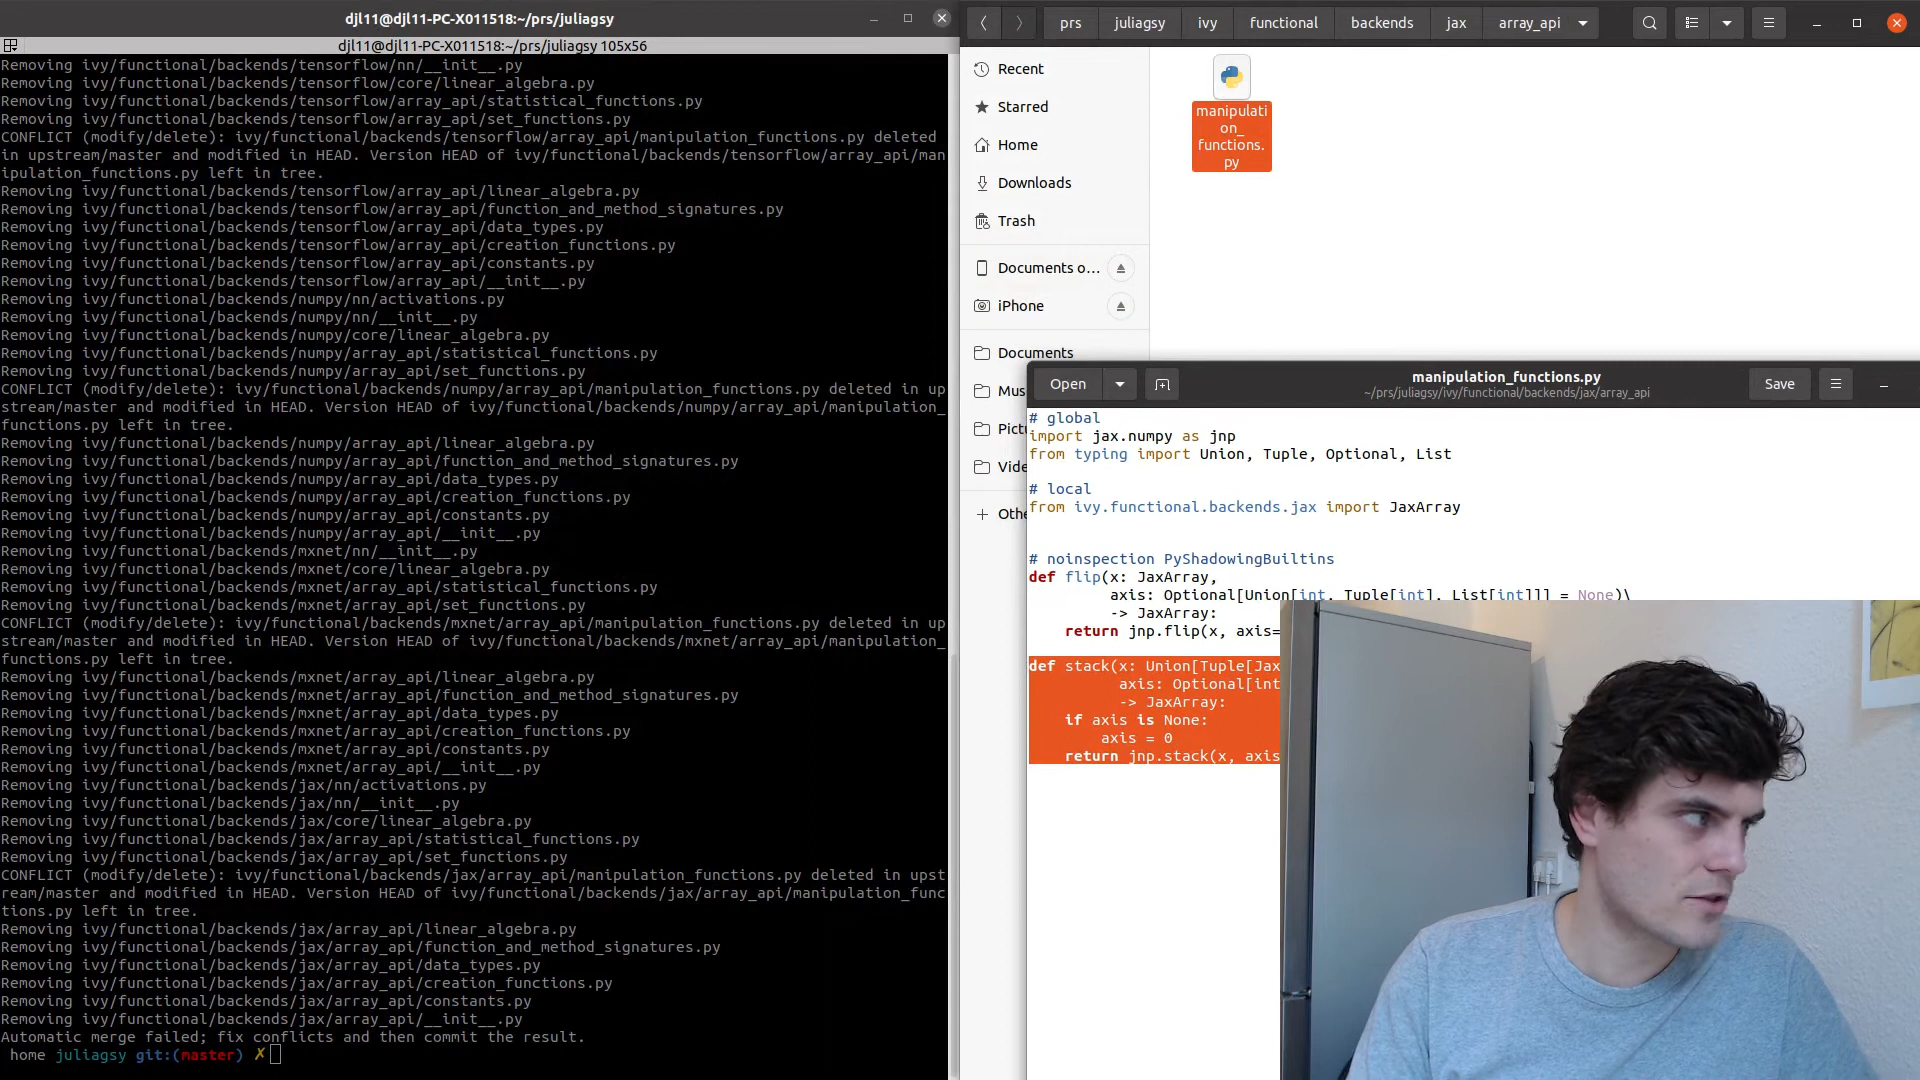 djl11@djl11-PC-X011518:~/prs/juliagsy
djl11@djl11-PC-X011518:~/prs/juliagsy 105x56
Removing ivy/functional/backends/tensorflow/nn/__init__.py
Removing ivy/functional/backends/tensorflow/core/linear_algebra.py
Removing ivy/functional/backends/tensorflow/array_api/statistical_functions.py
Removing ivy/functional/backends/tensorflow/array_api/set_functions.py
CONFLICT (modify/delete): ivy/functional/backends/tensorflow/array_api/manipulation_functions.py deleted
in upstream/master and modified in HEAD. Version HEAD of ivy/functional/backends/tensorflow/array_api/man
ipulation_functions.py left in tree.
Removing ivy/functional/backends/tensorflow/array_api/linear_algebra.py
Removing ivy/functional/backends/tensorflow/array_api/function_and_method_signatures.py
Removing ivy/functional/backends/tensorflow/array_api/data_types.py
Removing ivy/functional/backends/tensorflow/array_api/creation_functions.py
Removing ivy/functional/backends/tensorflow/array_api/constants.py
Removing ivy/functional/backends/tensorflow/array_api/__init__.py
Removing ivy/functional/backends/numpy/nn/activations.py
Removing ivy/functional/backends/numpy/nn/__init__.py
Removing ivy/functional/backends/numpy/core/linear_algebra.py
Removing ivy/functional/backends/numpy/array_api/statistical_functions.py
Removing ivy/functional/backends/numpy/array_api/set_functions.py
CONFLICT (modify/delete): ivy/functional/backends/numpy/array_api/manipulation_functions.py deleted in up
stream/master and modified in HEAD. Version HEAD of ivy/functional/backends/numpy/array_api/manipulation_
functions.py left in tree.
Removing ivy/functional/backends/numpy/array_api/linear_algebra.py
Removing ivy/functional/backends/numpy/array_api/function_and_method_signatures.py
Removing ivy/functional/backends/numpy/array_api/data_types.py
Removing ivy/functional/backends/numpy/array_api/creation_functions.py
Removing ivy/functional/backends/numpy/array_api/constants.py
Removing ivy/functional/backends/numpy/array_api/__init__.py
Removing ivy/functional/backends/mxnet/nn/__init__.py
Removing ivy/functional/backends/mxnet/core/linear_algebra.py
Removing ivy/functional/backends/mxnet/array_api/statistical_functions.py
Removing ivy/functional/backends/mxnet/array_api/set_functions.py
CONFLICT (modify/delete): ivy/functional/backends/mxnet/array_api/manipulation_functions.py deleted in up
stream/master and modified in HEAD. Version HEAD of ivy/functional/backends/mxnet/array_api/manipulation_
functions.py left in tree.
Removing ivy/functional/backends/mxnet/array_api/linear_algebra.py
Removing ivy/functional/backends/mxnet/array_api/function_and_method_signatures.py
Removing ivy/functional/backends/mxnet/array_api/data_types.py
Removing ivy/functional/backends/mxnet/array_api/creation_functions.py
Removing ivy/functional/backends/mxnet/array_api/constants.py
Removing ivy/functional/backends/mxnet/array_api/__init__.py
Removing ivy/functional/backends/jax/nn/activations.py
Removing ivy/functional/backends/jax/nn/__init__.py
Removing ivy/functional/backends/jax/core/linear_algebra.py
Removing ivy/functional/backends/jax/array_api/statistical_functions.py
Removing ivy/functional/backends/jax/array_api/set_functions.py
CONFLICT (modify/delete): ivy/functional/backends/jax/array_api/manipulation_functions.py deleted in upst
ream/master and modified in HEAD. Version HEAD of ivy/functional/backends/jax/array_api/manipulation_func
tions.py left in tree.
Removing ivy/functional/backends/jax/array_api/linear_algebra.py
Removing ivy/functional/backends/jax/array_api/function_and_method_signatures.py
Removing ivy/functional/backends/jax/array_api/data_types.py
Removing ivy/functional/backends/jax/array_api/creation_functions.py
Removing ivy/functional/backends/jax/array_api/constants.py
Removing ivy/functional/backends/jax/array_api/__init__.py
Automatic merge failed; fix conflicts and then commit the result.
home juliagsy git:(master) ✗
prs juliagsy ivy functional backends jax array_api
Recent
Starred
Home
Downloads
Trash
Documents o...
iPhone
Documents
Mus
Pictu
Vide
Othe
manipulati
on_
functions.
py
Open
manipulation_functions.py
~/prs/juliagsy/ivy/functional/backends/jax/array_api
Save
# global
import jax.numpy as jnp
from typing import Union, Tuple, Optional, List
# local
from ivy.functional.backends.jax import JaxArray
# noinspection PyShadowingBuiltins
def flip(x: JaxArray,
axis: Optional[Union[int, Tuple[int], List[int]]] = None)\
-> JaxArray:
return jnp.flip(x, axis=
def stack(x: Union[Tuple[Jax
axis: Optional[int
-> JaxArray:
if axis is None:
axis = 0
return jnp.stack(x, axis